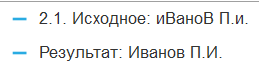 – 2.1. Исходное: иВаноВ П.и.
– Результат: Иванов П.И.